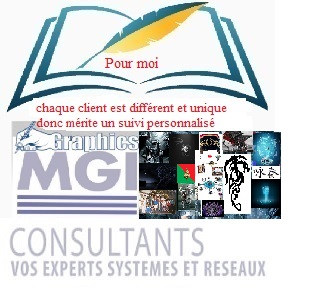 Pour moi
chaque client est différent et unique
donc mérite un suivi personnalisé
Graphics
MGI
CONSULTANTS
VOS EXPERTS SYSTEMES ET RESEAUX